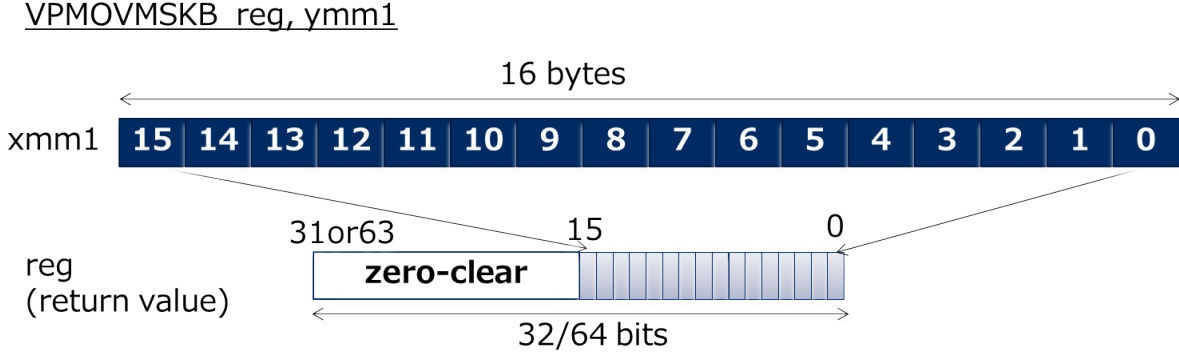 VPMOVMSKB reg, ymm1
16 bytes
xmm1 15 14 13 12 11 10 9 8 7 6 5 4 3 2 1 0
31or63 15 0
reg
(return value)
zero-clear
32/64 bits